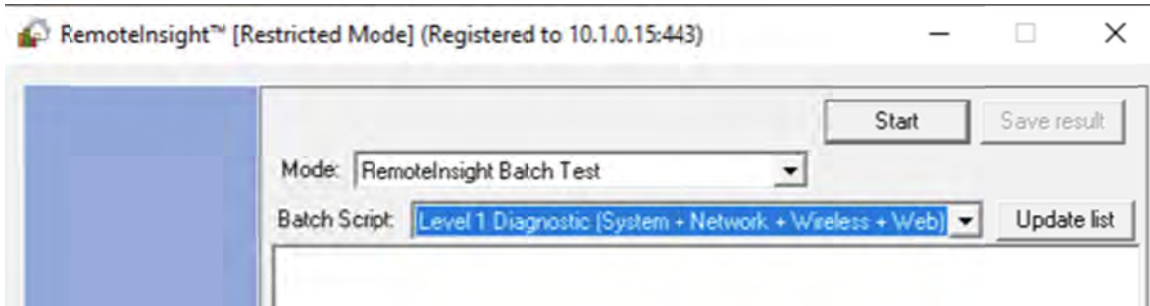 RemoteInsight™ [Restricted Mode] (Registered to 10.1.0.15:443)
Start Save result
Mode: RemoteInsight Batch Test
Batch Script: Level 1 Diagnostic (System + Network + Wireless + Web) Update list